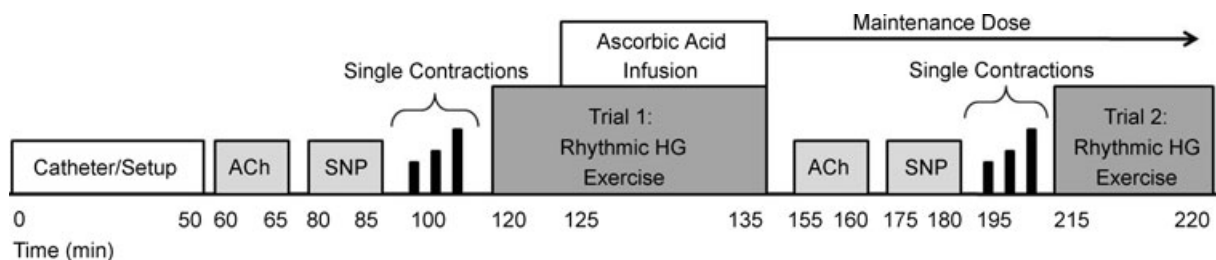 Maintenance Dose
Ascorbic Acid
Infusion
Single Contractions
Single Contractions
Trial 1:
Rhythmic HG
Exercise
Trial 2:
Rhythmic HG
Exercise
Catheter/Setup
ACh
SNP
ACh
SNP
0 50 60 65 80 85 100 120 125 135 155 160 175 180 195 215 220
Time (min)